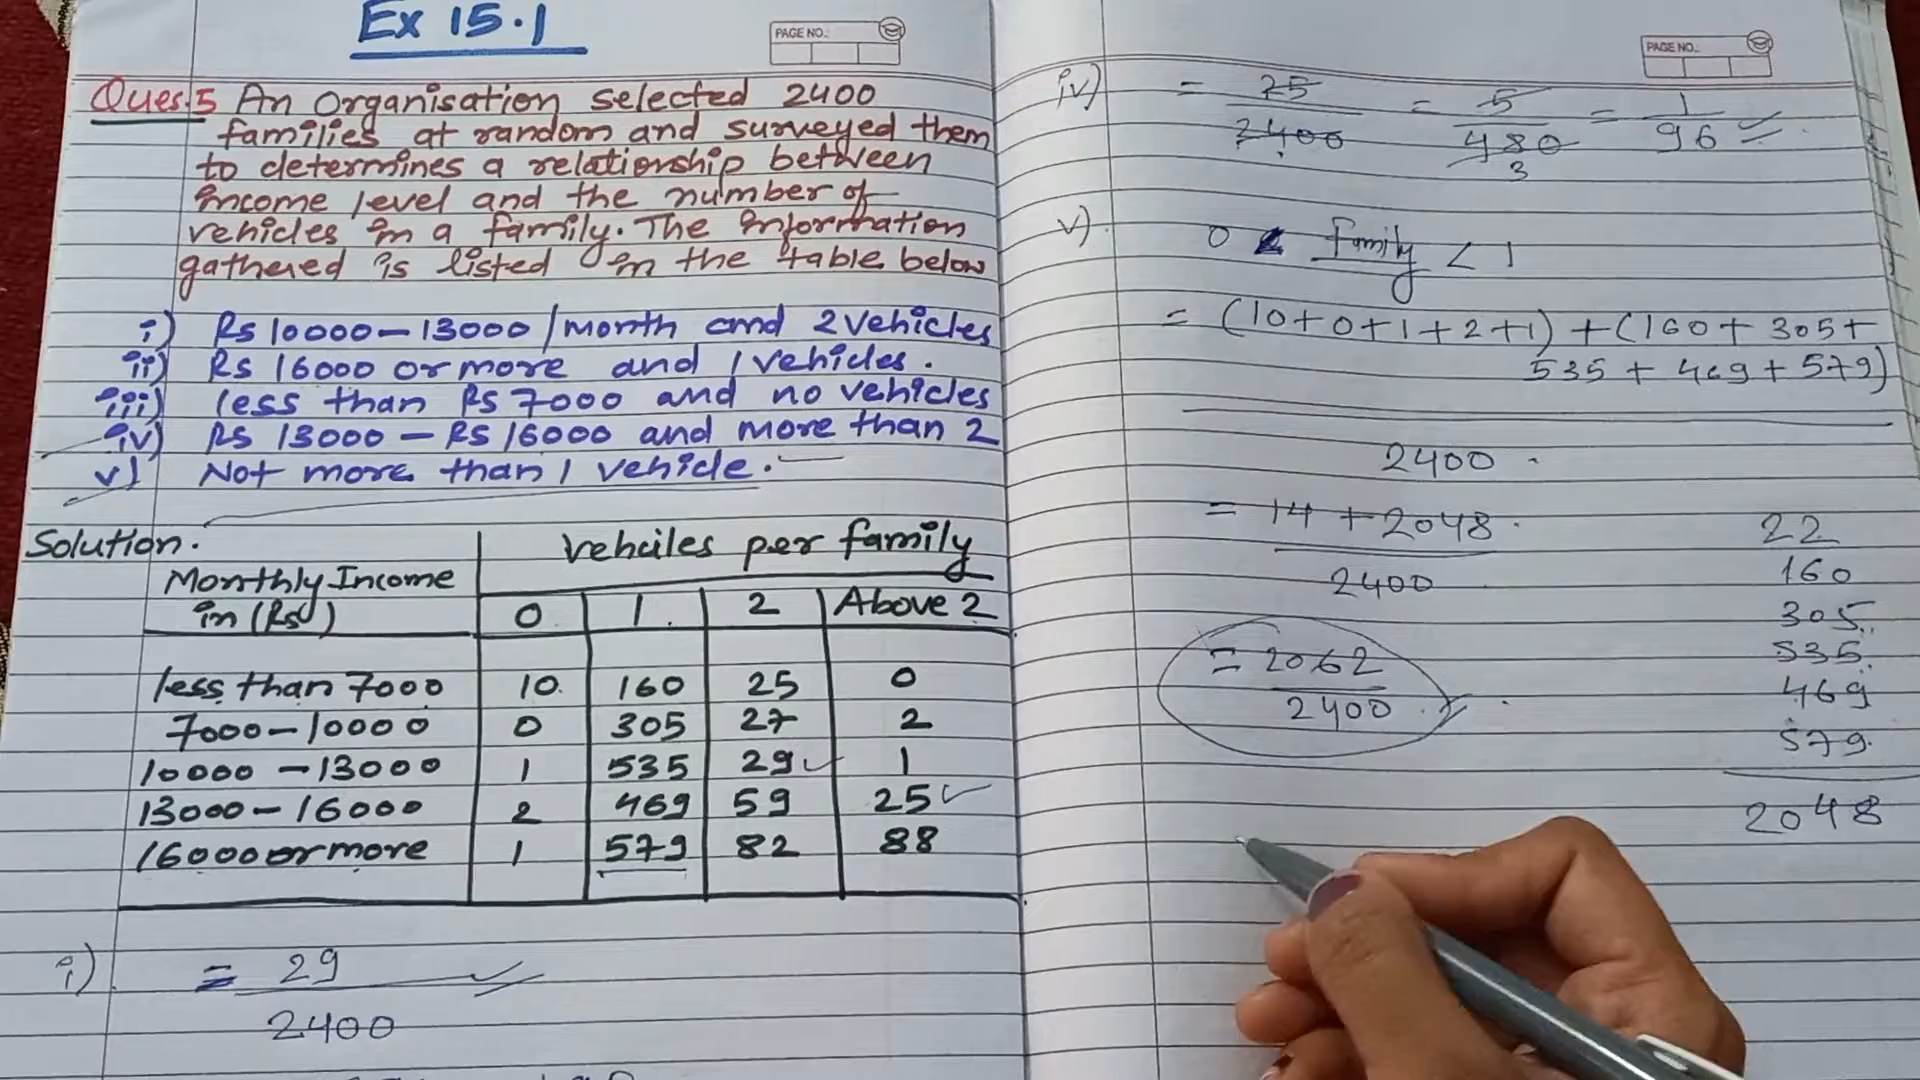 Ex 15.1
PAGE NO.:
Ques.5 An Organisation selected 2400
families at random and surveyed them
to determines a relationship between
income level and the number of
vehicles in a family. The information
gathered is listed in the table below
i) Rs 10000-13000/month and 2 vehicles
ii) Rs 16000 or more and 1 vehicles.
iii) less than Rs 7000 and no vehicles
iv) Rs 13000-Rs 16000 and more than 2
v) Not more than 1 vehicle.
Solution.
Monthly Income in (Rs) | Vehciles per family
0 | 1 | 2 | Above 2
less than 7000 | 10 | 160 | 25 | 0
7000-10000 | 0 | 305 | 27 | 2
10000-13000 | 1 | 535 | 29 | 1
13000-16000 | 2 | 469 | 59 | 25
16000 or more | 1 | 579 | 82 | 88
i) = 29
2400
PAGE NO.:
iv) = 25/2400 = 5/480 = 1/96
3
v) 0 family < 1
= (10+0+1+2+1) + (160+305+
535+469+579)
2400
= 14+2048
2400
= 2062
2400
22
160
305
535
469
579
2048